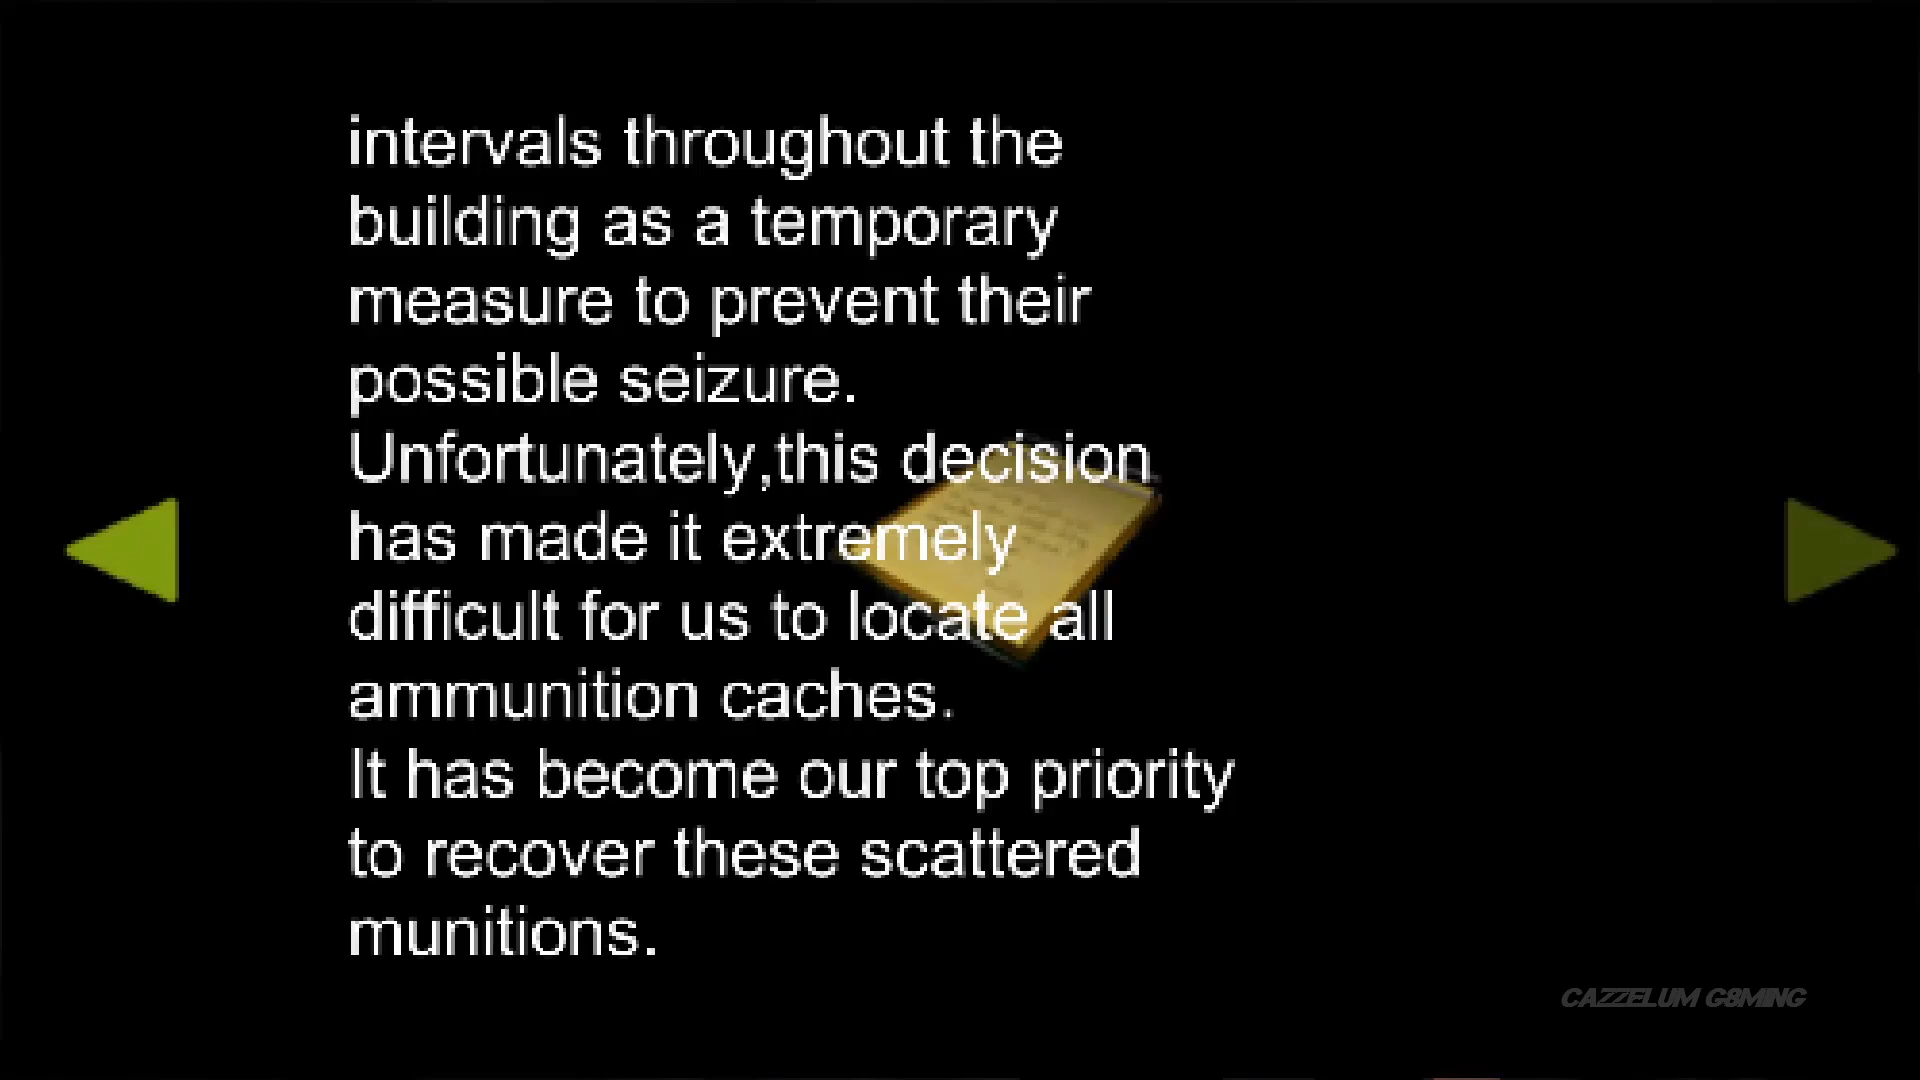 intervals throughout the
building as a temporary
measure to prevent their
possible seizure.
Unfortunately,this decision
has made it extremely
difficult for us to locate all
ammunition caches.
It has become our top priority
to recover these scattered
munitions.
CAZZELUM G8MING